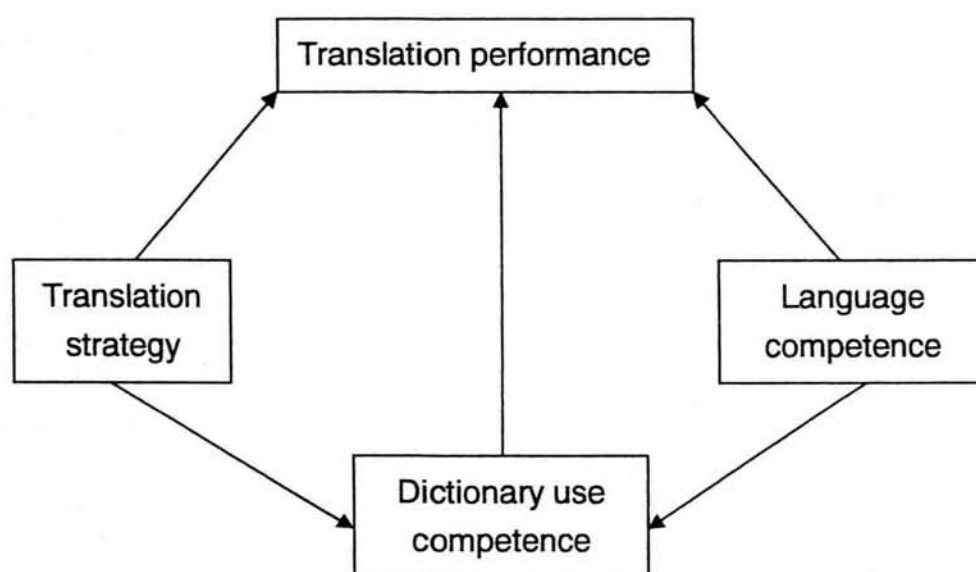 Translation performance
Translation
strategy
Language
competence
Dictionary use
competence